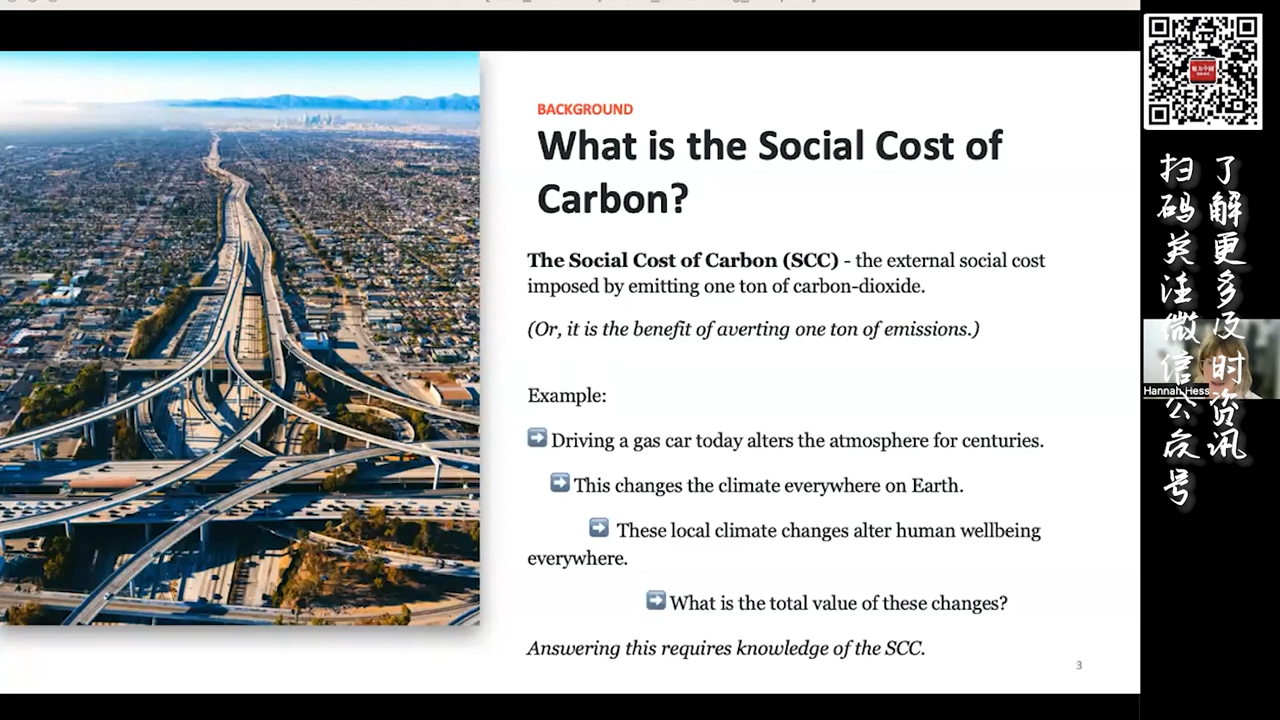 BACKGROUND
What is the Social Cost of
Carbon?
The Social Cost of Carbon (SCC) - the external social cost
imposed by emitting one ton of carbon-dioxide.
(Or, it is the benefit of averting one ton of emissions.)
Example:
➡ Driving a gas car today alters the atmosphere for centuries.
➡ This changes the climate everywhere on Earth.
➡ These local climate changes alter human wellbeing
everywhere.
➡ What is the total value of these changes?
Answering this requires knowledge of the SCC.
3
了解更多及时资讯
扫码关注微信公众号
Hannah Hess